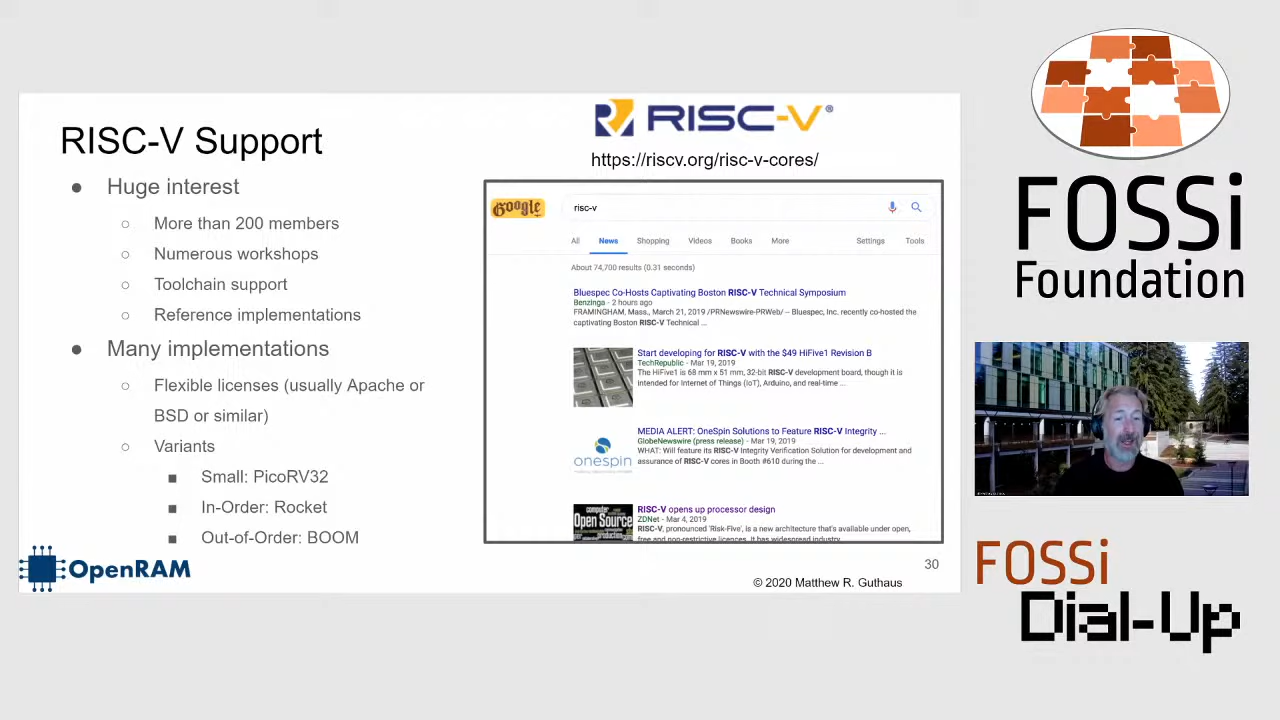 RISC-V Support
Huge interest
More than 200 members
Numerous workshops
Toolchain support
Reference implementations
Many implementations
Flexible licenses (usually Apache or
BSD or similar)
Variants
Small: PicoRV32
In-Order: Rocket
Out-of-Order: BOOM
OpenRAM
RISC-V®
https://riscv.org/risc-v-cores/
Google
risc-v
All News Shopping Videos Books More Settings Tools
About 74,700 results (0.31 seconds)
Bluespec Co-Hosts Captivating Boston RISC-V Technical Symposium
Benzinga - 2 hours ago
FRAMINGHAM, Mass., March 21, 2019 /PRNewswire-PRWeb/ -- Bluespec, Inc. recently co-hosted the
captivating Boston RISC-V Technical ...
Start developing for RISC-V with the $49 HiFive1 Revision B
TechRepublic - Mar 19, 2019
The HiFive1 is 68 mm x 51 mm, 32-bit RISC-V development board, though it is
intended for Internet of Things (IoT), Arduino, and real-time ...
onespin
MEDIA ALERT: OneSpin Solutions to Feature RISC-V Integrity ...
GlobeNewswire (press release) - Mar 19, 2019
WHAT: Will feature its RISC-V Integrity Verification Solution for development and
assurance of RISC-V cores in Booth #610 during the ...
computer
Open Source
RISC-V opens up processor design
ZDNet - Mar 4, 2019
RISC-V, pronounced 'Risk-Five', is a new architecture that's available under open,
free and non-restrictive licences. It has widespread industry
30
© 2020 Matthew R. Guthaus
FOSSi
Foundation
FOSSi
Dial-Up